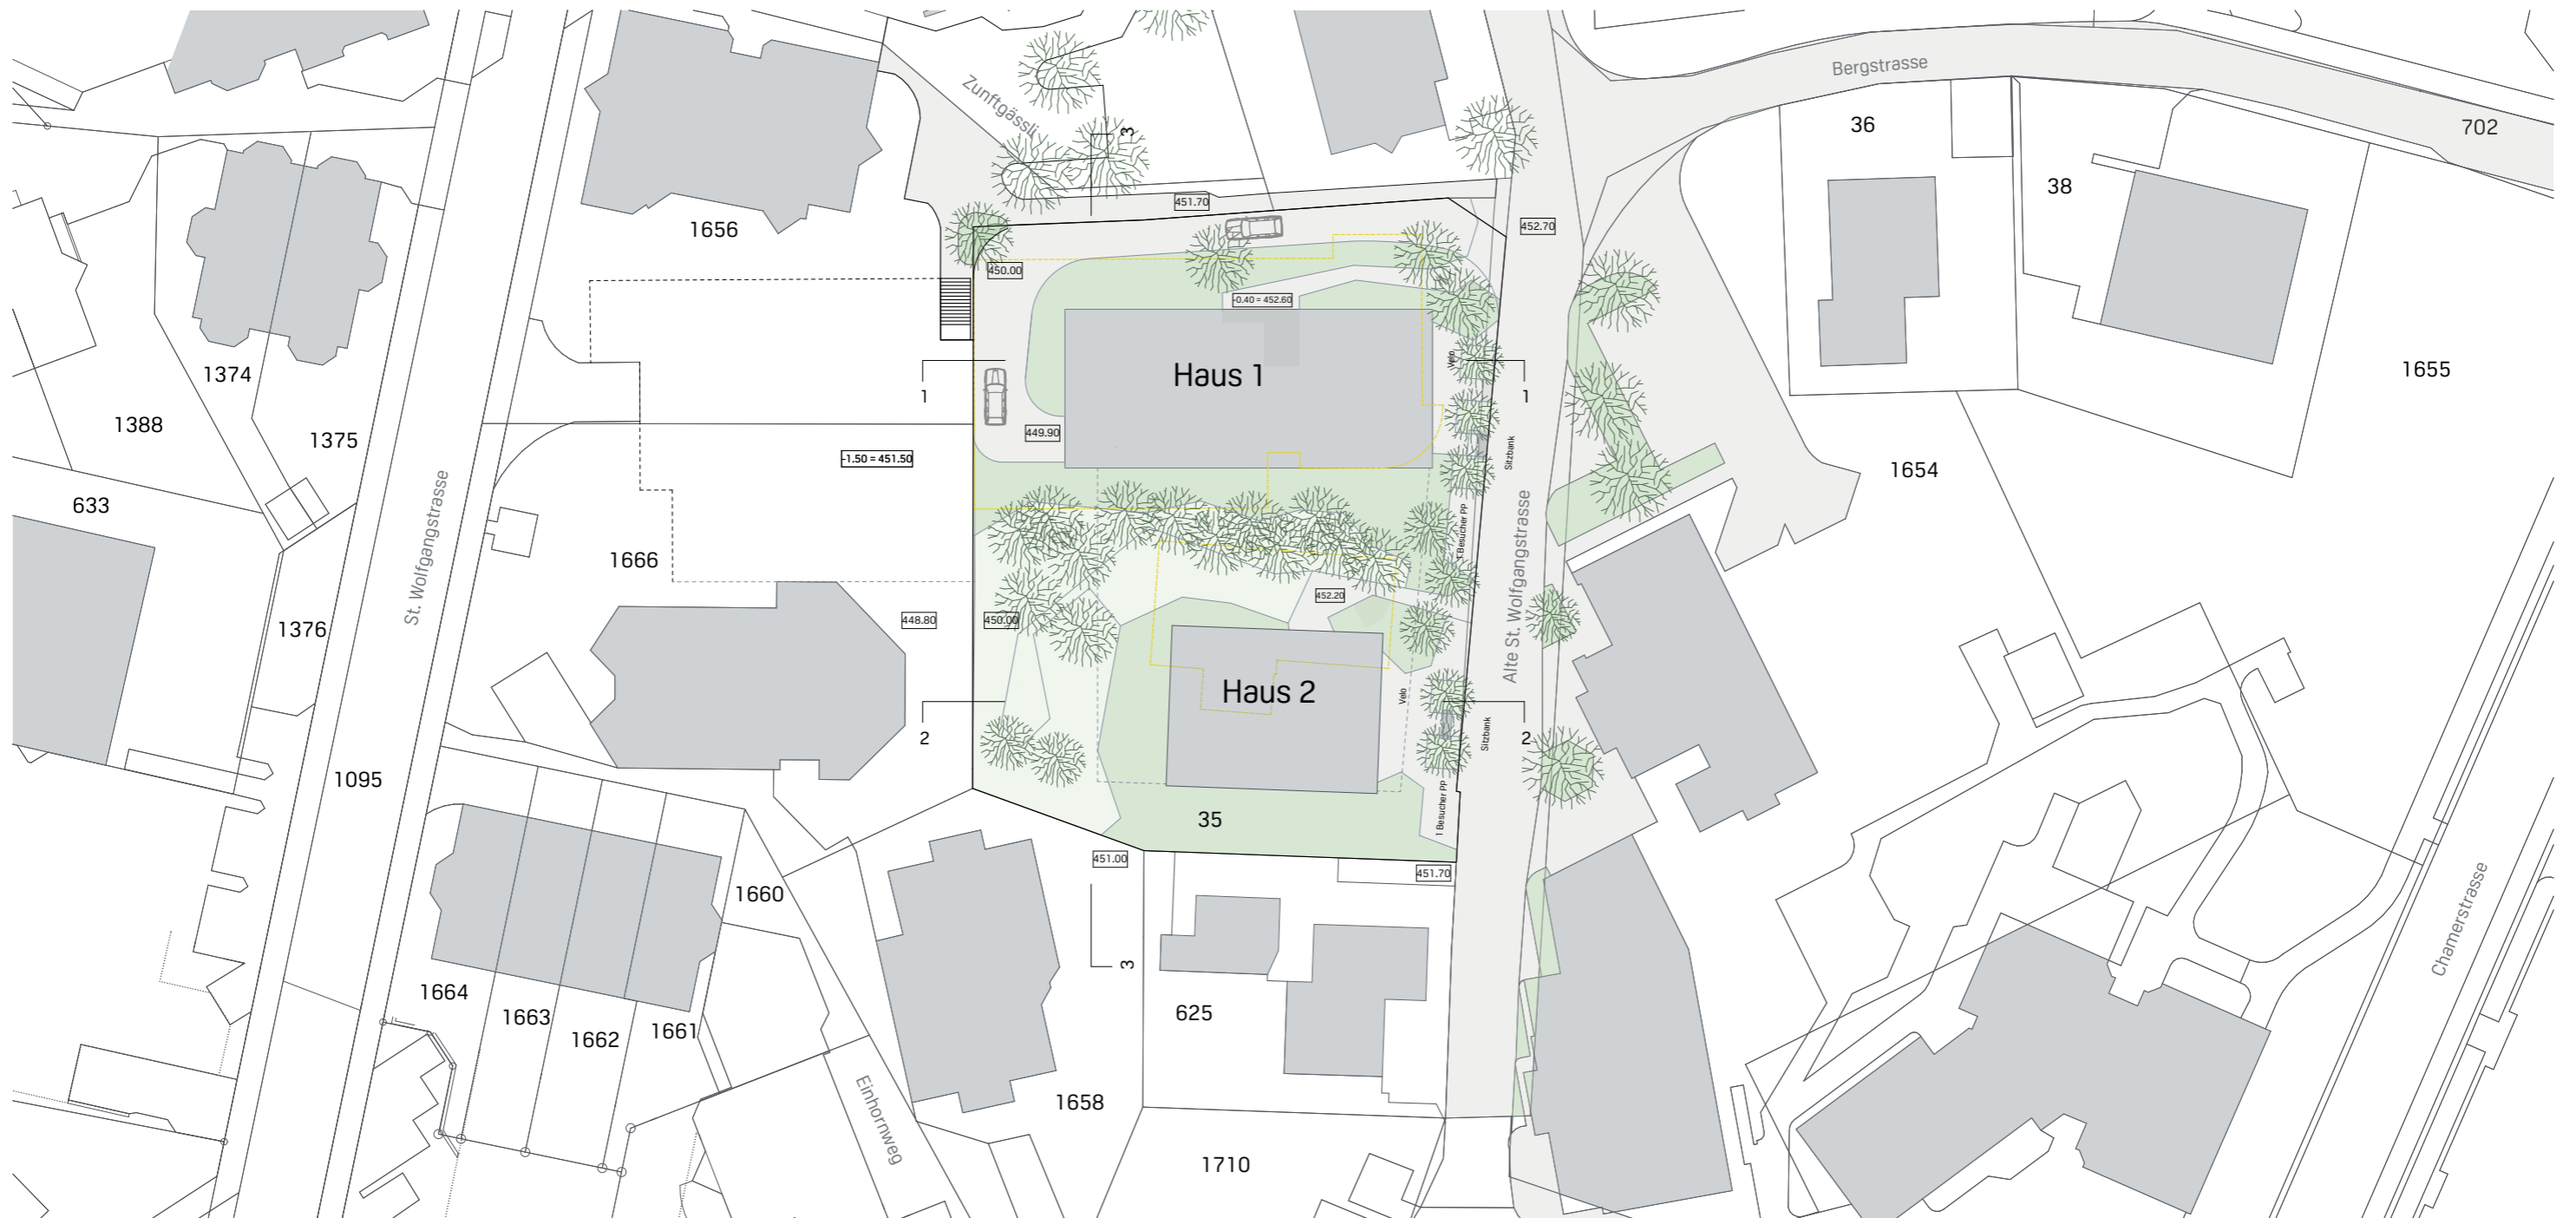 Bergstrasse
Zunftgässli
36
702
3
38
451.70
1656
452.70
450.00
-0.40 = 452.60
Velo
1374
Haus 1
1655
1
1
1388
449.90
1375
Sitzbank
-1.50 = 451.50
1654
633
St. Wolfgangstrasse
1 Besucher PP
Alte St. Wolfgangstrasse
1666
452.20
1376
448.80
450.00
Haus 2
Velo
Sitzbank
2
2
1095
1 Besucher PP
35
451.00
451.70
1660
Chamerstrasse
3
1664
1663
625
1661
1662
1658
Einhornweg
1710